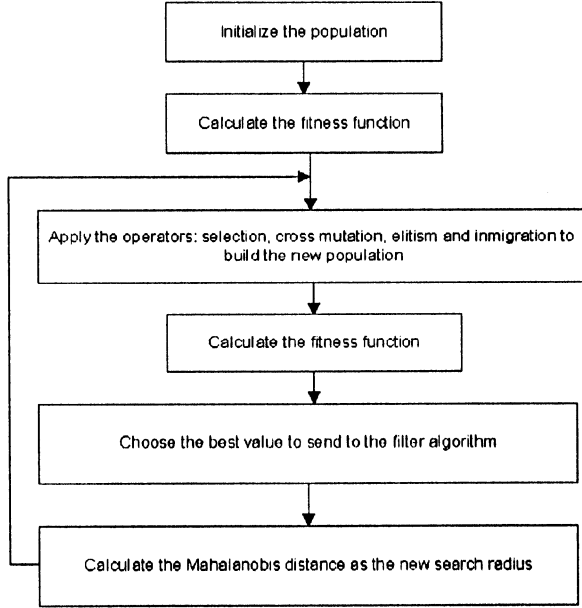 Initialize the population
Calculate the fitness function
Apply the operators: selection, cross mutation, elitism and inmigration to
build the new population
Calculate the fitness function
Choose the best value to send to the filter algorithm
Calculate the Mahalanobis distance as the new search radius